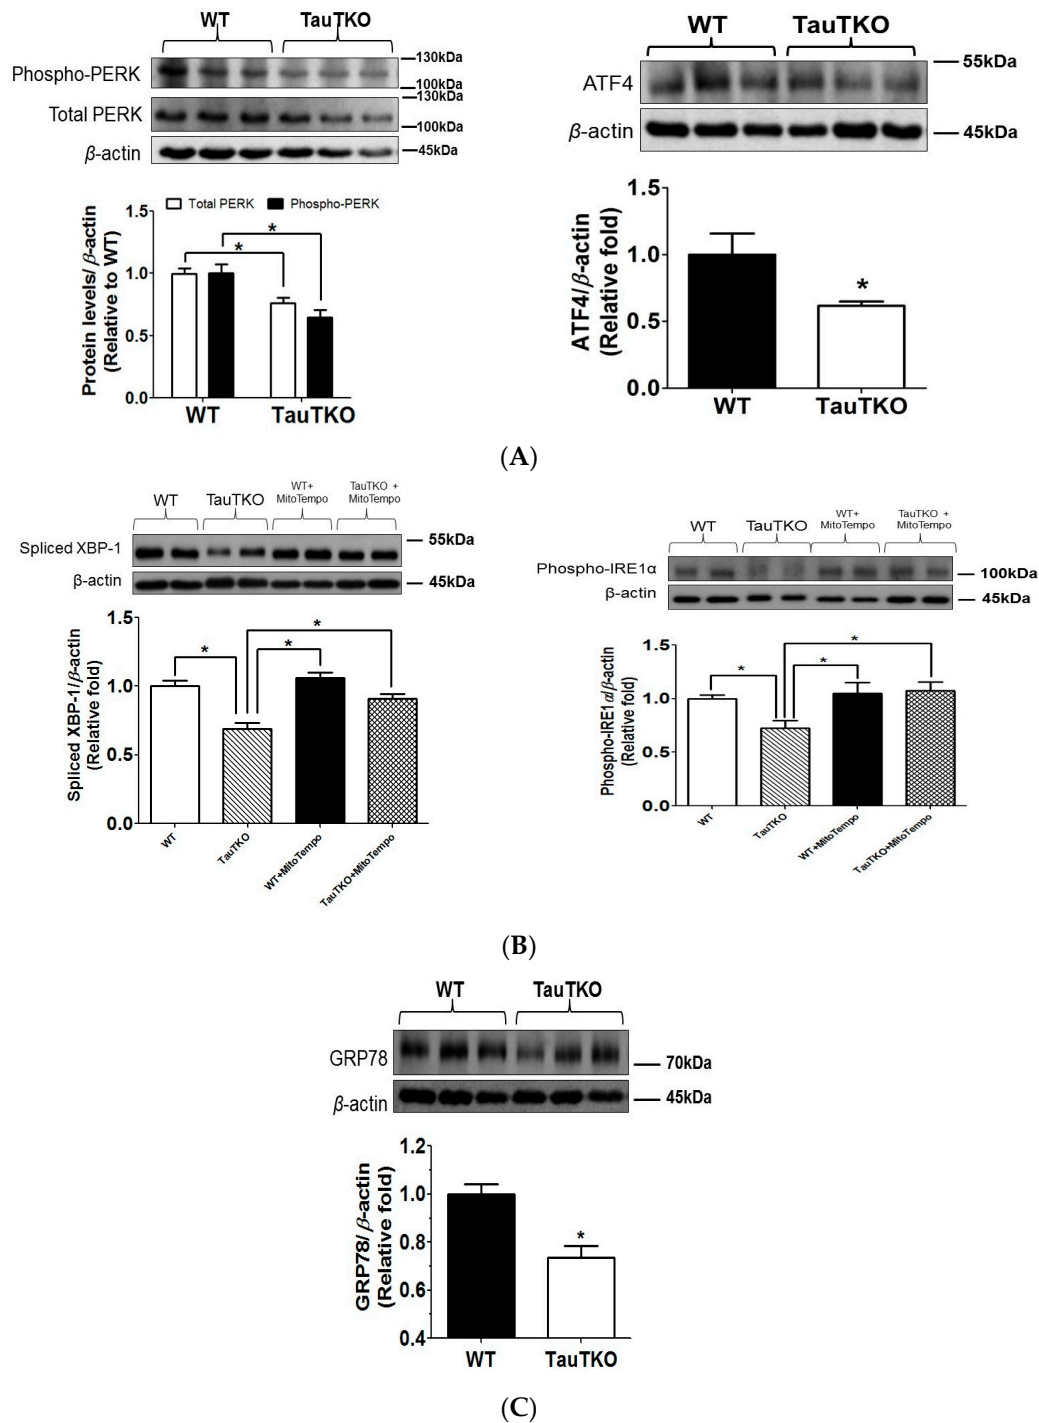 WT TauTKO
Phospho-PERK 130kDa
100kDa
Total PERK 130kDa
100kDa
β-actin 45kDa
Total PERK Phospho-PERK
Protein levels/β-actin
(Relative to WT)
1.5
1.0
0.5
0.0
* *
WT TauTKO
WT TauTKO
ATF4 55kDa
β-actin 45kDa
ATF4/β-actin
(Relative fold)
1.5
1.0
0.5
0.0
*
WT TauTKO
(A)
WT TauTKO WT+ MitoTempo TauTKO + MitoTempo
Spliced XBP-1 55kDa
β-actin 45kDa
Spliced XBP-1/β-actin
(Relative fold)
1.5
1.0
0.5
0.0
* * *
WT TauTKO WT+MitoTempo TauTKO+MitoTempo
WT TauTKO WT+ MitoTempo TauTKO + MitoTempo
Phospho-IRE1α 100kDa
β-actin 45kDa
Phospho-IRE1α/β-actin
(Relative fold)
1.5
1.0
0.5
0.0
* * *
WT TauTKO WT+MitoTempo TauTKO+MitoTempo
(B)
WT TauTKO
GRP78 70kDa
β-actin 45kDa
GRP78/β-actin
(Relative fold)
1.2
1.0
0.8
0.6
0.4
*
WT TauTKO
(C)